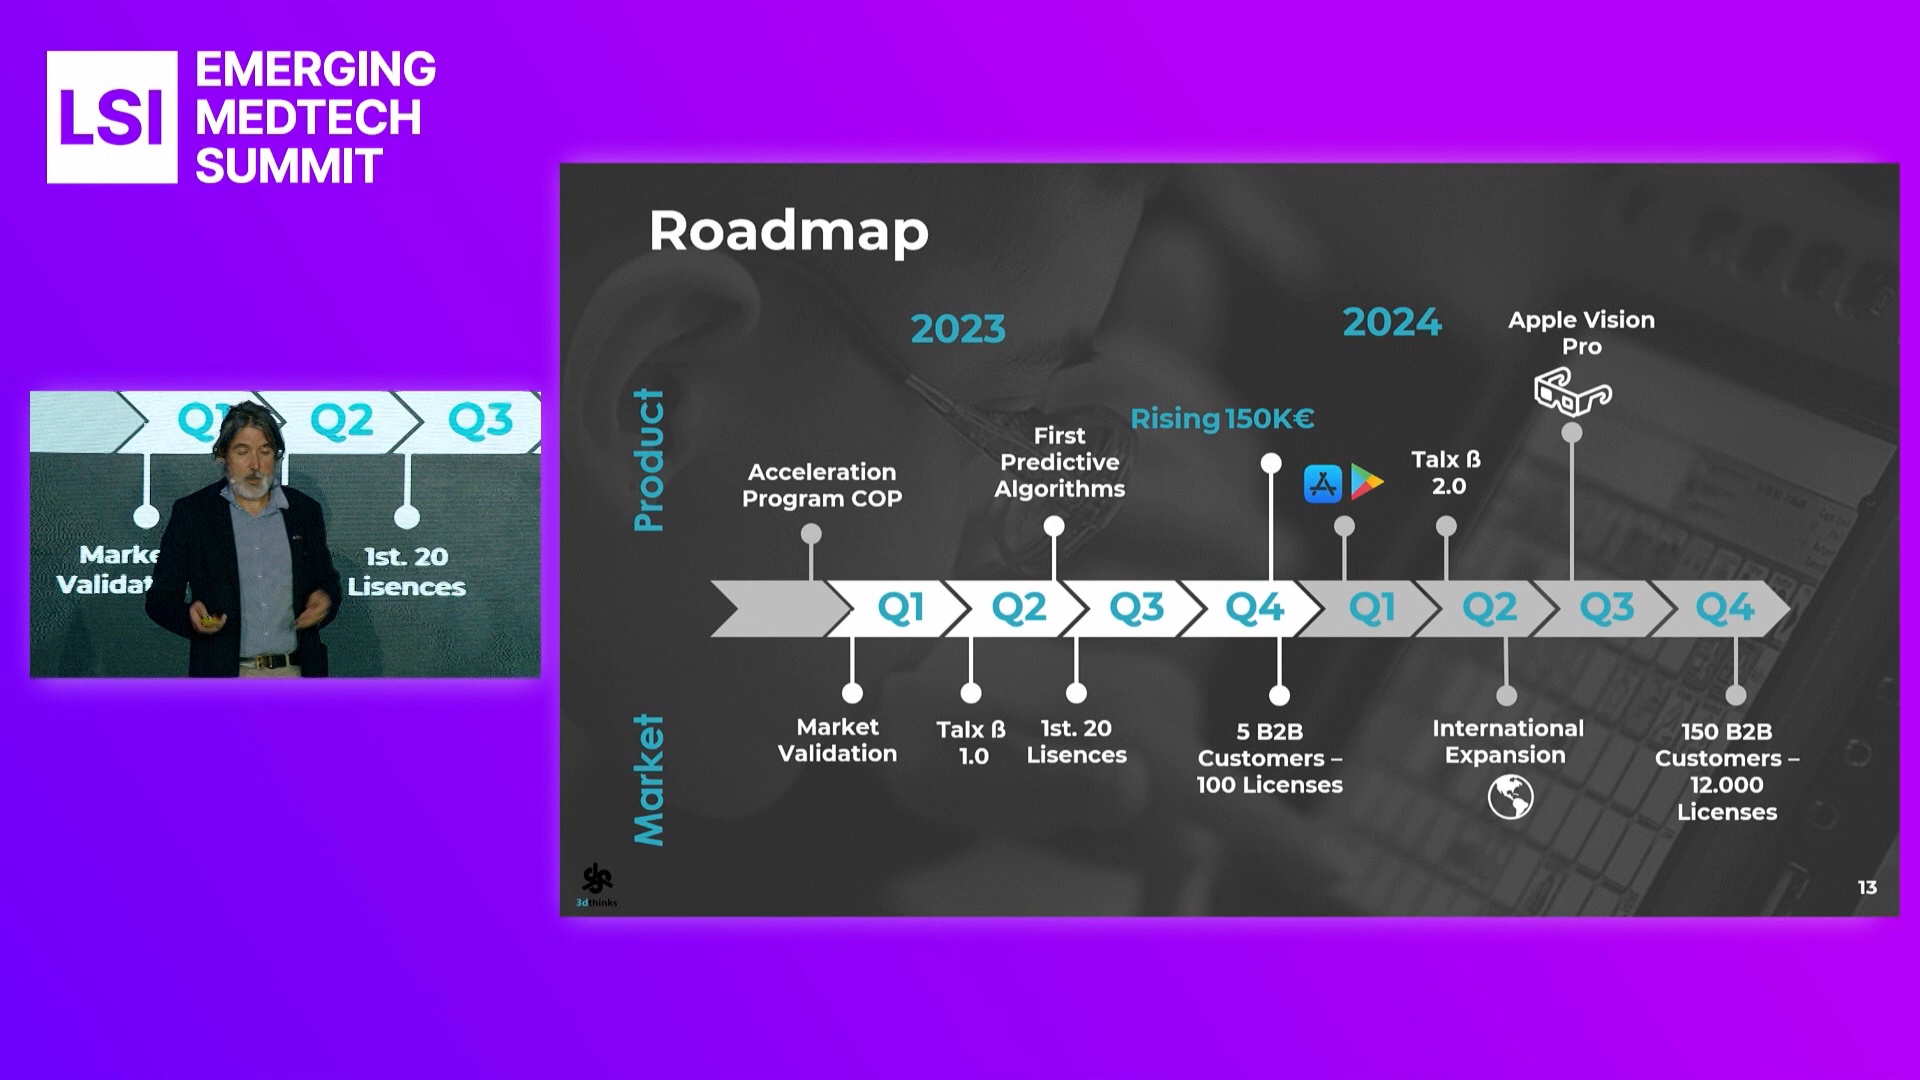 LSI
EMERGING
MEDTECH
SUMMIT
Q1
Q2
Q3
1st. 20
Lisences
Roadmap
2023
2024
Apple Vision
Pro
Product
Rising 150K€
First
Predictive
Algorithms
Acceleration
Program COP
Talx ß
2.0
Q1
Q2
Q3
Q4
Q1
Q2
Q3
Q4
Market
Market
Validation
Talx ß
1.0
1st. 20
Lisences
5 B2B
Customers –
100 Licenses
International
Expansion
150 B2B
Customers –
12.000
Licenses
3dthinks
13